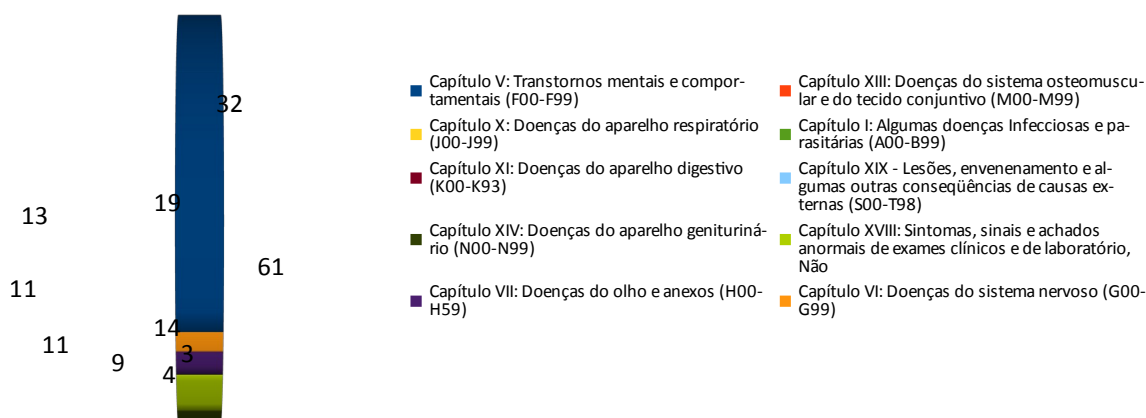 32
19
13
61
11
14
11
3
9
4
Capítulo V: Transtornos mentais e compor-
tamentais (F00-F99)
Capítulo XIII: Doenças do sistema osteomuscu-
lar e do tecido conjuntivo (M00-M99)
Capítulo X: Doenças do aparelho respiratório
(J00-J99)
Capítulo I: Algumas doenças Infecciosas e pa-
rasitárias (A00-B99)
Capítulo XI: Doenças do aparelho digestivo
(K00-K93)
Capítulo XIX - Lesões, envenenamento e al-
gumas outras conseqüências de causas ex-
ternas (S00-T98)
Capítulo XIV: Doenças do aparelho genituriná-
rio (N00-N99)
Capítulo XVIII: Sintomas, sinais e achados
anormais de exames clínicos e de laboratório,
Não
Capítulo VII: Doenças do olho e anexos (H00-
H59)
Capítulo VI: Doenças do sistema nervoso (G00-
G99)